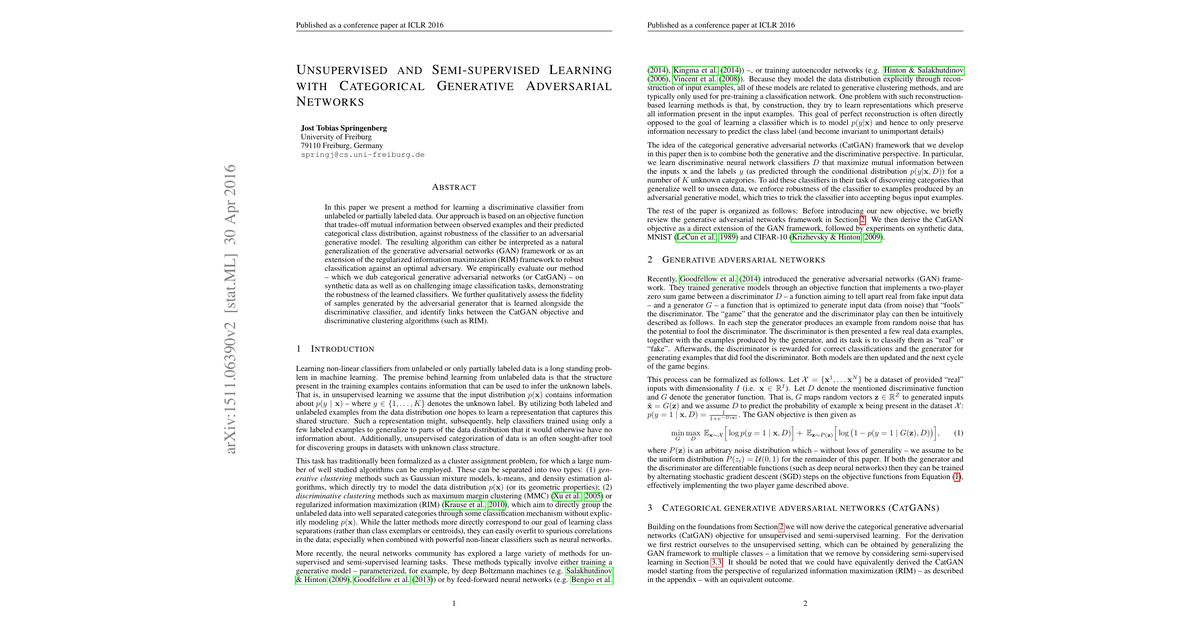 Published as a conference paper at ICLR 2016
UNSUPERVISED AND SEMI-SUPERVISED LEARNING
WITH CATEGORICAL GENERATIVE ADVERSARIAL
NETWORKS
Jost Tobias Springenberg
University of Freiburg
79110 Freiburg, Germany
springj@cs.uni-freiburg.de
ABSTRACT
In this paper we present a method for learning a discriminative classifier from
unlabeled or partially labeled data. Our approach is based on an objective function
that trades-off mutual information between observed examples and their predicted
categorical class distribution, against robustness of the classifier to an adversarial
generative model. The resulting algorithm can either be interpreted as a natural
generalization of the generative adversarial networks (GAN) framework or as an
extension of the regularized information maximization (RIM) framework to robust
classification against an optimal adversary. We empirically evaluate our method
– which we dub categorical generative adversarial networks (or CatGAN) – on
synthetic data as well as on challenging image classification tasks, demonstrating
the robustness of the learned classifiers. We further qualitatively assess the fidelity
of samples generated by the adversarial generator that is learned alongside the
discriminative classifier, and identify links between the CatGAN objective and
discriminative clustering algorithms (such as RIM).
1 INTRODUCTION
Learning non-linear classifiers from unlabeled or only partially labeled data is a long standing prob-
lem in machine learning. The premise behind learning from unlabeled data is that the structure
present in the training examples contains information that can be used to infer the unknown labels.
That is, in unsupervised learning we assume that the input distribution p(x) contains information
about p(y | x) – where y ∈ {1, . . . , K} denotes the unknown label. By utilizing both labeled and
unlabeled examples from the data distribution one hopes to learn a representation that captures this
shared structure. Such a representation might, subsequently, help classifiers trained using only a
few labeled examples to generalize to parts of the data distribution that it would otherwise have no
information about. Additionally, unsupervised categorization of data is an often sought-after tool
for discovering groups in datasets with unknown class structure.
This task has traditionally been formalized as a cluster assignment problem, for which a large num-
ber of well studied algorithms can be employed. These can be separated into two types: (1) gen-
erative clustering methods such as Gaussian mixture models, k-means, and density estimation algo-
rithms, which directly try to model the data distribution p(x) (or its geometric properties); (2)
discriminative clustering methods such as maximum margin clustering (MMC) (Xu et al., 2005) or
regularized information maximization (RIM) (Krause et al., 2010), which aim to directly group the
unlabeled data into well separated categories through some classification mechanism without explic-
itly modeling p(x). While the latter methods more directly correspond to our goal of learning class
separations (rather than class exemplars or centroids), they can easily overfit to spurious correlations
in the data; especially when combined with powerful non-linear classifiers such as neural networks.
More recently, the neural networks community has explored a large variety of methods for un-
supervised and semi-supervised learning tasks. These methods typically involve either training a
generative model – parameterized, for example, by deep Boltzmann machines (e.g. Salakhutdinov
& Hinton (2009), Goodfellow et al. (2013)) or by feed-forward neural networks (e.g. Bengio et al.
1
arXiv:1511.06390v2 [stat.ML] 30 Apr 2016
Published as a conference paper at ICLR 2016
(2014), Kingma et al. (2014)) –, or training autoencoder networks (e.g. Hinton & Salakhutdinov
(2006), Vincent et al. (2008)). Because they model the data distribution explicitly through recon-
struction of input examples, all of these models are related to generative clustering methods, and are
typically only used for pre-training a classification network. One problem with such reconstruction-
based learning methods is that, by construction, they try to learn representations which preserve
all information present in the input examples. This goal of perfect reconstruction is often directly
opposed to the goal of learning a classifier which is to model p(y|x) and hence to only preserve
information necessary to predict the class label (and become invariant to unimportant details)
The idea of the categorical generative adversarial networks (CatGAN) framework that we develop
in this paper then is to combine both the generative and the discriminative perspective. In particular,
we learn discriminative neural network classifiers D that maximize mutual information between
the inputs x and the labels y (as predicted through the conditional distribution p(y|x, D)) for a
number of K unknown categories. To aid these classifiers in their task of discovering categories that
generalize well to unseen data, we enforce robustness of the classifier to examples produced by an
adversarial generative model, which tries to trick the classifier into accepting bogus input examples.
The rest of the paper is organized as follows: Before introducing our new objective, we briefly
review the generative adversarial networks framework in Section 2. We then derive the CatGAN
objective as a direct extension of the GAN framework, followed by experiments on synthetic data,
MNIST (LeCun et al., 1989) and CIFAR-10 (Krizhevsky & Hinton, 2009).
2 GENERATIVE ADVERSARIAL NETWORKS
Recently, Goodfellow et al. (2014) introduced the generative adversarial networks (GAN) frame-
work. They trained generative models through an objective function that implements a two-player
zero sum game between a discriminator D – a function aiming to tell apart real from fake input data
– and a generator G – a function that is optimized to generate input data (from noise) that "fools"
the discriminator. The "game" that the generator and the discriminator play can then be intuitively
described as follows. In each step the generator produces an example from random noise that has
the potential to fool the discriminator. The discriminator is then presented a few real data examples,
together with the examples produced by the generator, and its task is to classify them as "real" or
"fake". Afterwards, the discriminator is rewarded for correct classifications and the generator for
generating examples that did fool the discriminator. Both models are then updated and the next cycle
of the game begins.
This process can be formalized as follows. Let X = {x¹, . . . x^N} be a dataset of provided "real"
inputs with dimensionality I (i.e. x ∈ R^I). Let D denote the mentioned discriminative function
and G denote the generator function. That is, G maps random vectors z ∈ R^Z to generated inputs
x̃ = G(z) and we assume D to predict the probability of example x being present in the dataset X:
p(y = 1 | x, D) = 1/(1+e^{−D(x)}). The GAN objective is then given as
min_G max_D E_{x∼X}[log p(y = 1 | x, D)] + E_{z∼P(z)}[log (1 − p(y = 1 | G(z), D))], (1)
where P(z) is an arbitrary noise distribution which – without loss of generality – we assume to be
the uniform distribution P(z_i) = U(0, 1) for the remainder of this paper. If both the generator and
the discriminator are differentiable functions (such as deep neural networks) then they can be trained
by alternating stochastic gradient descent (SGD) steps on the objective functions from Equation (1),
effectively implementing the two player game described above.
3 CATEGORICAL GENERATIVE ADVERSARIAL NETWORKS (CATGANS)
Building on the foundations from Section 2 we will now derive the categorical generative adversarial
networks (CatGAN) objective for unsupervised and semi-supervised learning. For the derivation
we first restrict ourselves to the unsupervised setting, which can be obtained by generalizing the
GAN framework to multiple classes – a limitation that we remove by considering semi-supervised
learning in Section 3.3. It should be noted that we could have equivalently derived the CatGAN
model starting from the perspective of regularized information maximization (RIM) – as described
in the appendix – with an equivalent outcome.
2